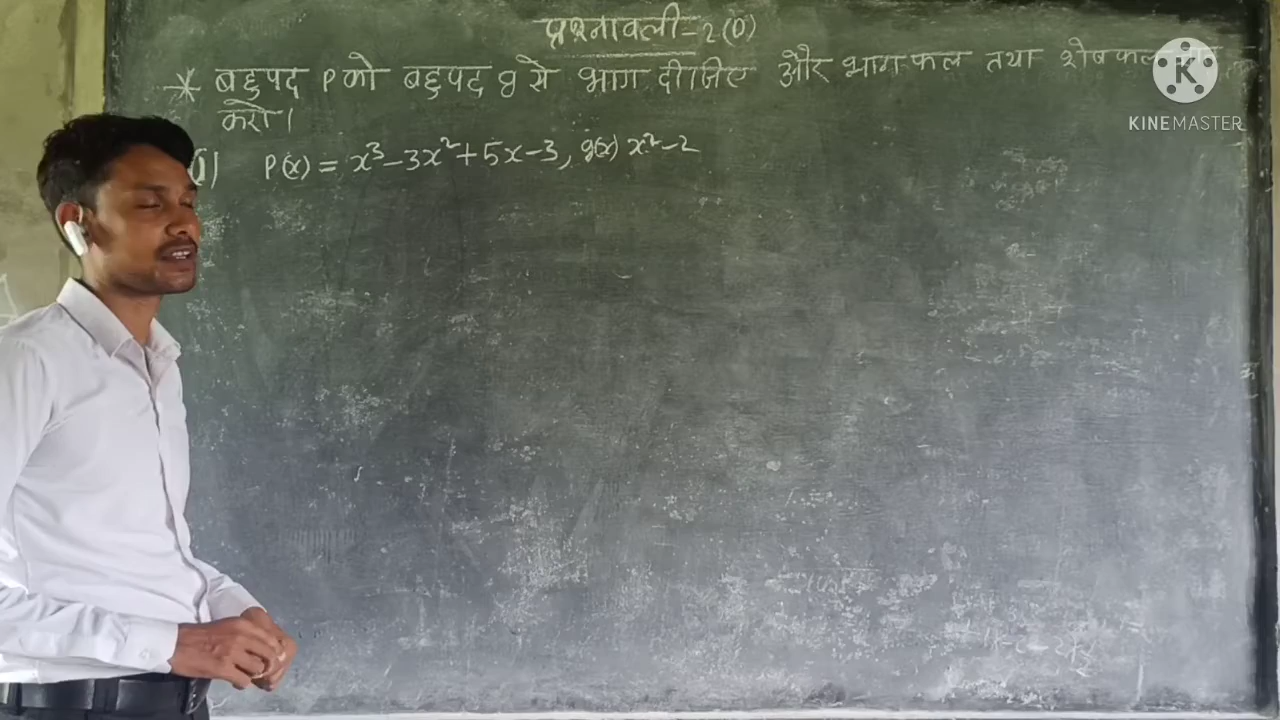 प्रश्नावली-2(D)
* बहुपद P को बहुपद g से भाग दीजिए और भागफल तथा शेषफल
करो।
(i) P(x) = x³-3x²+5x-3, g(x) x²-2
K
KINEMASTER